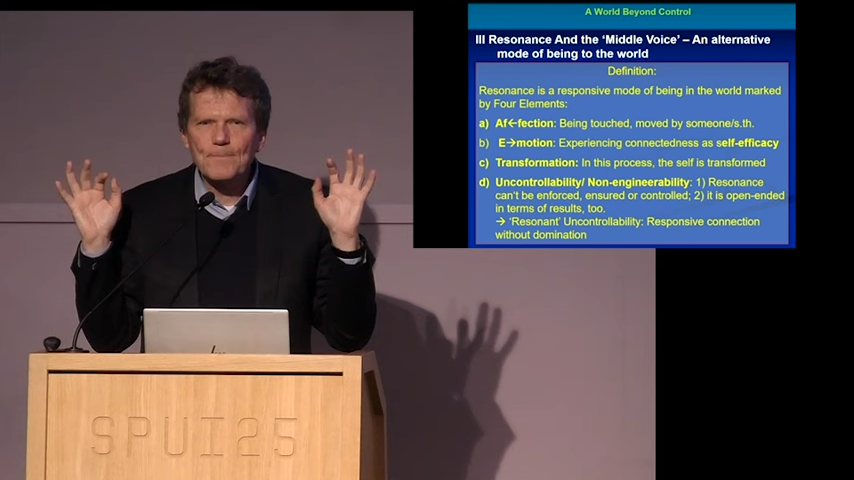 A World Beyond Control
III Resonance And the ‘Middle Voice’ – An alternative
mode of being to the world
Definition:
Resonance is a responsive mode of being in the world marked
by Four Elements:
a) Af←fection: Being touched, moved by someone/s.th.
b) E→motion: Experiencing connectedness as self-efficacy
c) Transformation: In this process, the self is transformed
d) Uncontrollability/ Non-engineerability: 1) Resonance
can't be enforced, ensured or controlled; 2) it is open-ended
in terms of results, too.
→ ‘Resonant’ Uncontrollability: Responsive connection
without domination
SPUI25